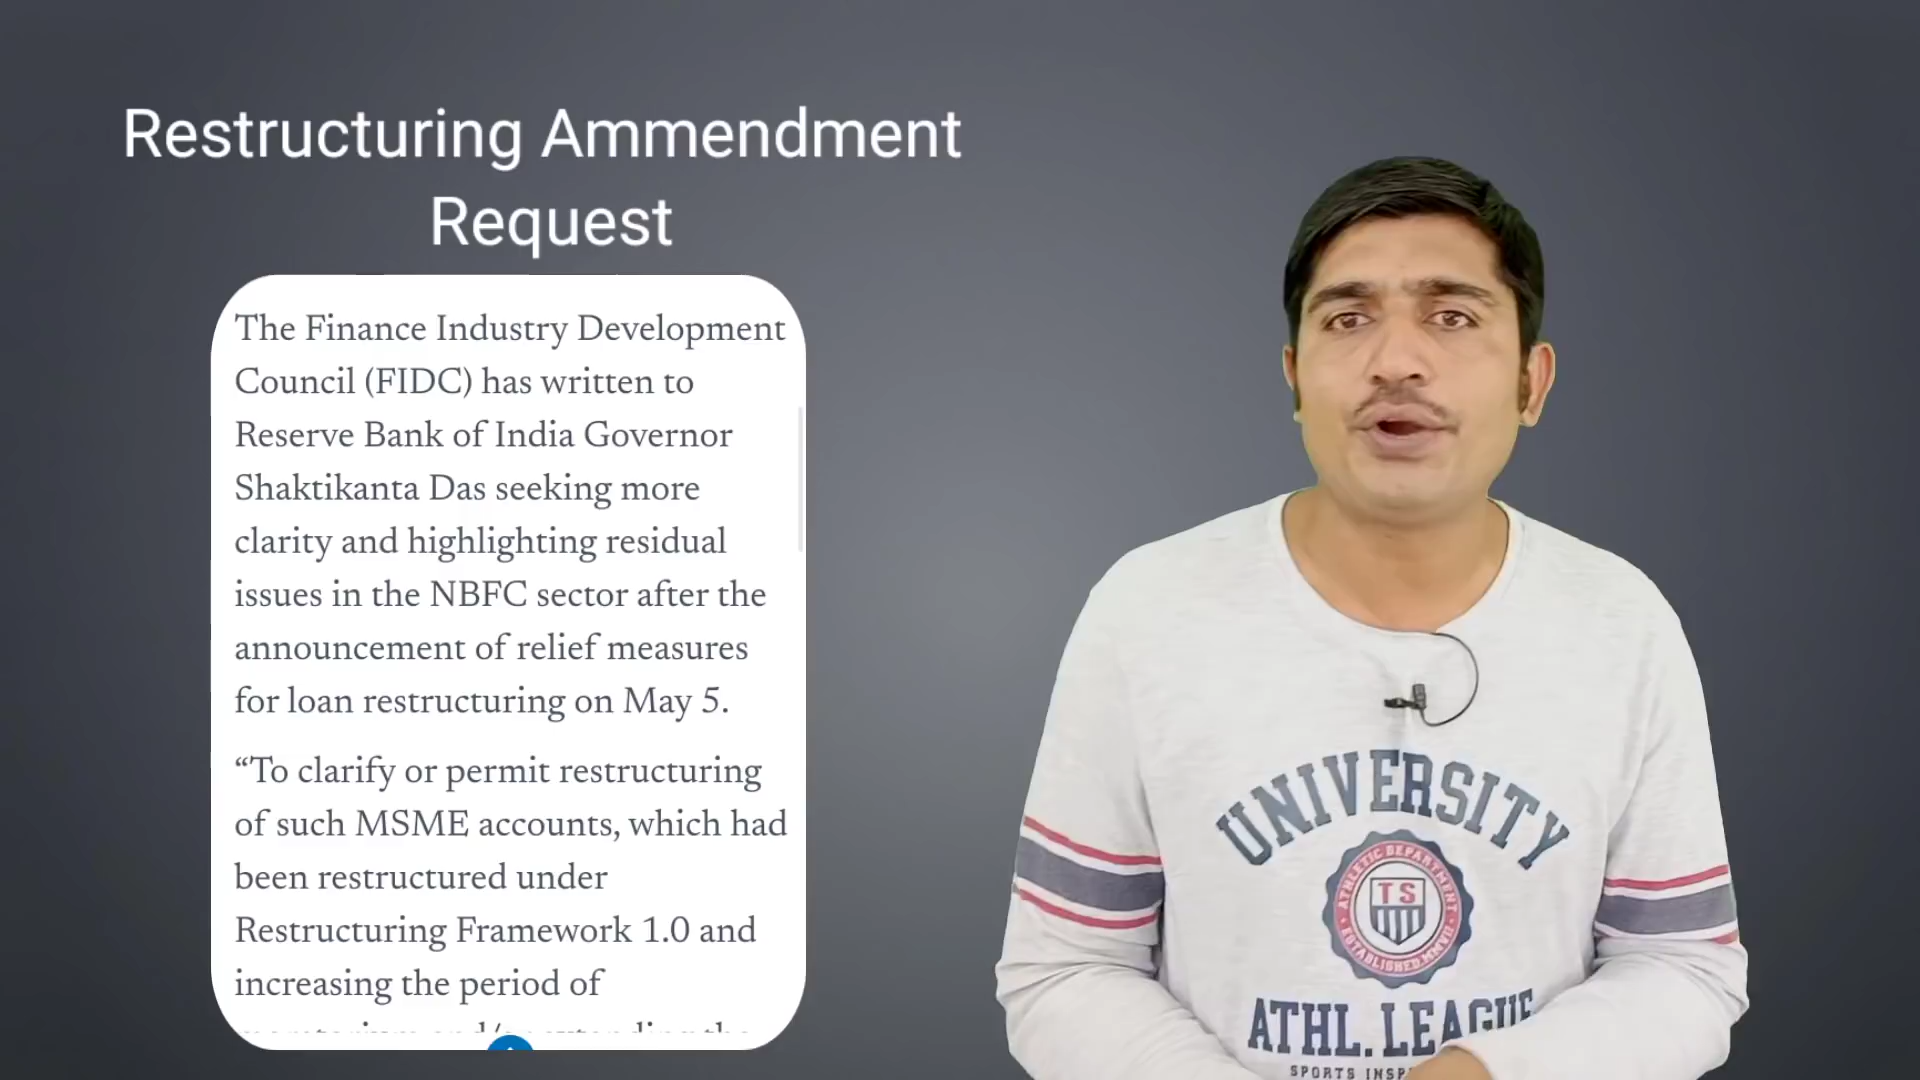 Restructuring Ammendment
Request
The Finance Industry Development
Council (FIDC) has written to
Reserve Bank of India Governor
Shaktikanta Das seeking more
clarity and highlighting residual
issues in the NBFC sector after the
announcement of relief measures
for loan restructuring on May 5.
“To clarify or permit restructuring
of such MSME accounts, which had
been restructured under
Restructuring Framework 1.0 and
increasing the period of
UNIVERSITY
ATHLETIC DEPARTMENT
TS
ESTABLISHED
ATHL. LEAGUE
SPORTS